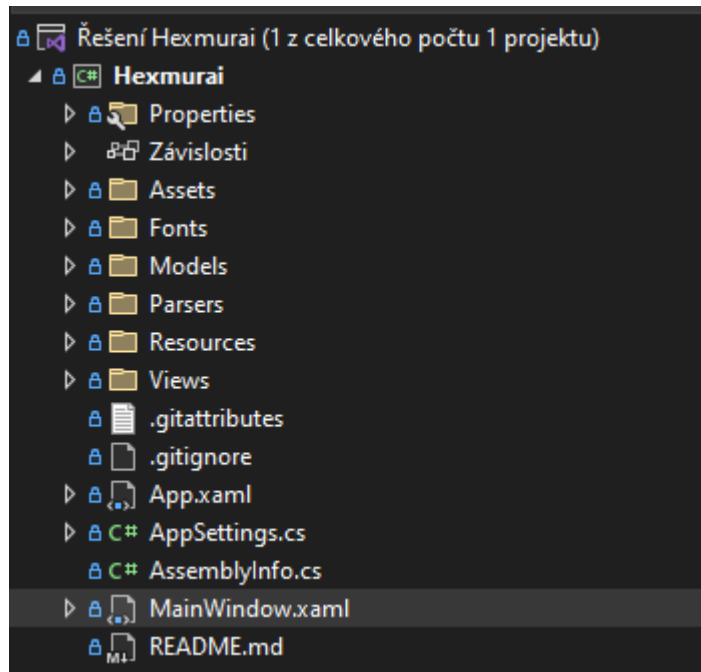 Řešení Hexmurai (1 z celkového počtu 1 projektu)
C# Hexmurai
Properties
Závislosti
Assets
Fonts
Models
Parsers
Resources
Views
.gitattributes
.gitignore
App.xaml
C# AppSettings.cs
C# AssemblyInfo.cs
MainWindow.xaml
M↓ README.md